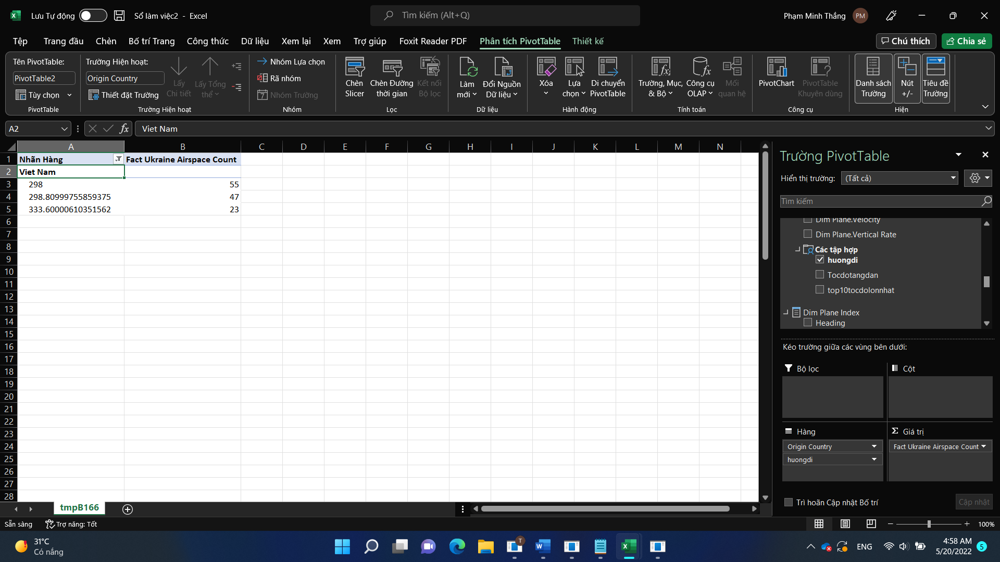 Lưu Tự động
Sổ làm việc2 - Excel
Tìm kiếm (Alt+Q)
Phạm Minh Thắng
PM
Tệp
Trang đầu
Chèn
Bố trí Trang
Công thức
Dữ liệu
Xem lại
Xem
Trợ giúp
Foxit Reader PDF
Phân tích PivotTable
Thiết kế
Chú thích
Chia sẻ
Tên PivotTable:
PivotTable2
Tùy chọn
PivotTable
Trường Hiện hoạt:
Origin Country
Thiết đặt Trường
Lấy
Chi tiết
Lấy Tổng
thể
Trường Hiện hoạt
Nhóm Lựa chọn
Rã nhóm
Nhóm Trường
Nhóm
Chèn
Slicer
Chèn Đường
thời gian
Kết nối
Bộ lọc
Lọc
Làm
mới
Đổi Nguồn
Dữ liệu
Dữ liệu
Xóa
Lựa
chọn
Di chuyển
PivotTable
Hành động
Trường, Mục,
& Bộ
Công cụ
OLAP
Mối
quan hệ
Tính toán
PivotChart
PivotTable
Khuyên dùng
Công cụ
Danh sách
Trường
Nút
+/-
Tiêu đề
Trường
Hiện
A2
fx
Viet Nam
A B C D E F G H I J K L M N
1 Nhãn Hàng Fact Ukraine Airspace Count
2 Viet Nam
3 298 55
4 298.80999755859375 47
5 333.60000610351562 23
6
7
8
9
10
11
12
13
14
15
16
17
18
19
20
21
22
23
24
25
26
27
28
Trường PivotTable
Hiển thị trường:
(Tất cả)
Tìm kiếm
Dim Plane.Velocity
Dim Plane.Vertical Rate
Các tập hợp
huongdi
Tocdotangdan
top10tocdolonnhat
Dim Plane Index
Heading
Kéo trường giữa các vùng bên dưới:
Bộ lọc
Cột
Hàng
Σ Giá trị
Origin Country
huongdi
Fact Ukraine Airspace Count
Trì hoãn Cập nhật Bố trí
Cập nhật
tmpB166
Sẵn sàng
Trợ năng: Tốt
100%
31°C
Có nắng
T
ENG
4:58 AM
5/20/2022
5